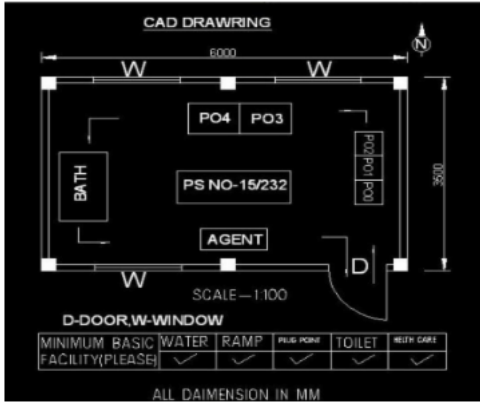 CAD DRAWRING
N
6000
W W
PO4 PO3
PO2
PO1
PO0
3500
BATH
PS NO-15/232
AGENT
D
W
SCALE-1:100
D-DOOR,W-WINDOW
MINIMUM BASIC WATER RAMP PLUG POINT TOILET HELTH CARE
FACILITY(PLEASE) ✓ ✓ ✓ ✓ ✓
ALL DAIMENSION IN MM